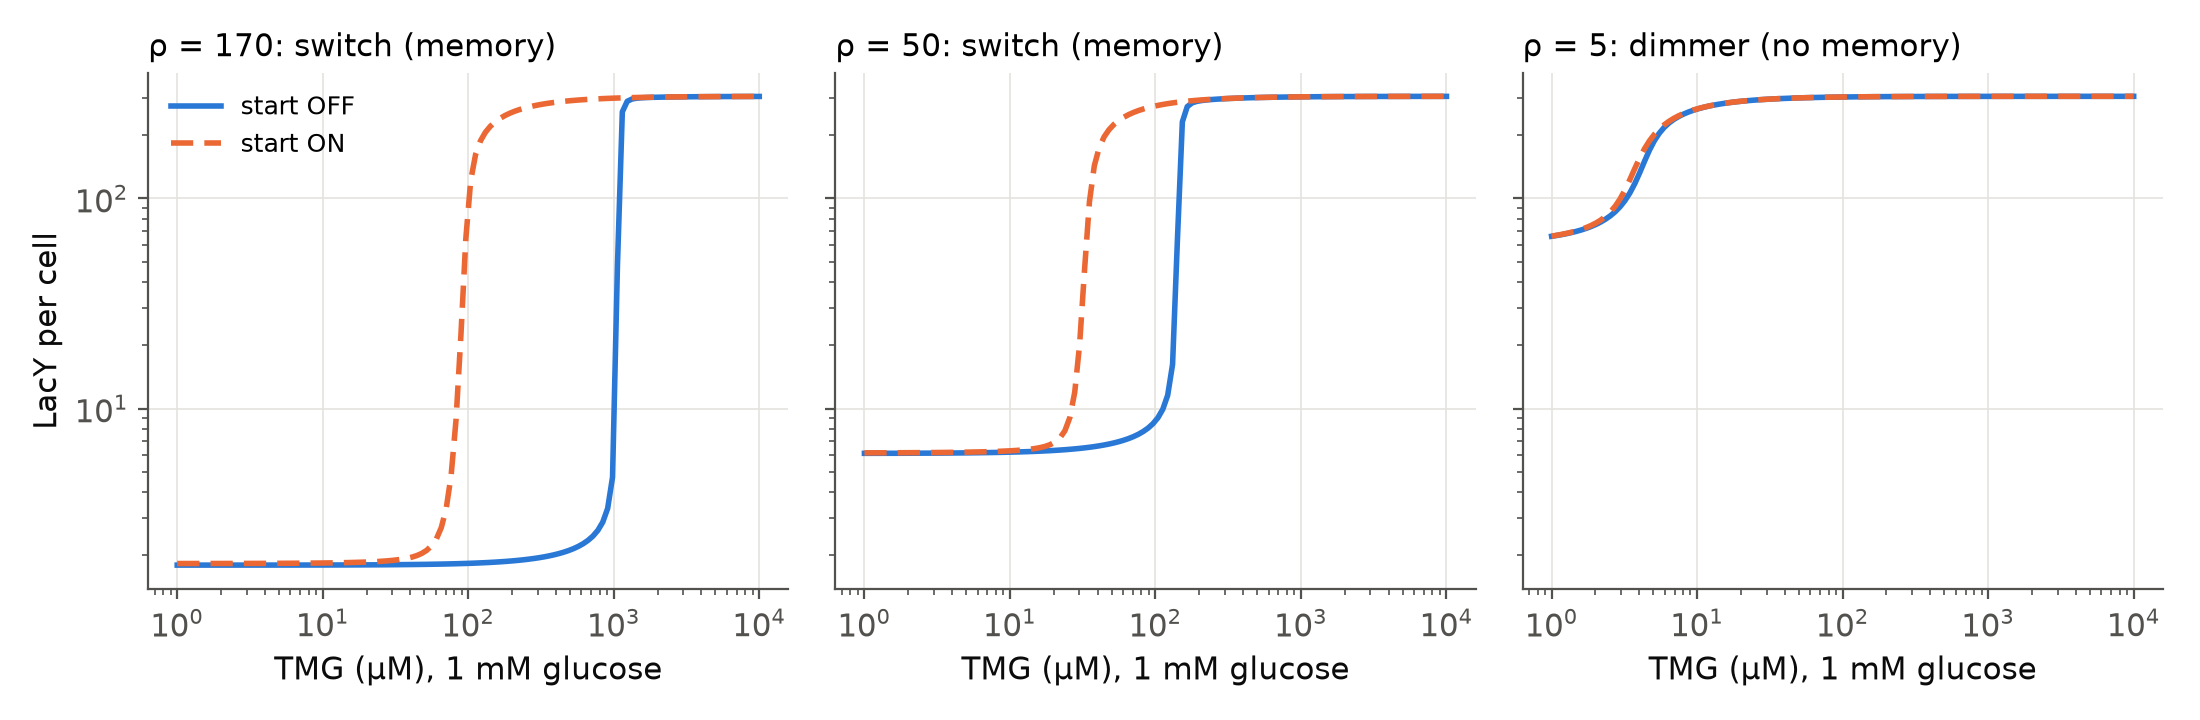 ρ = 170: switch (memory)
ρ = 50: switch (memory)
ρ = 5: dimmer (no memory)
start OFF
start ON
LacY per cell
10²
10¹
10⁰ 10¹ 10² 10³ 10⁴
10⁰ 10¹ 10² 10³ 10⁴
10⁰ 10¹ 10² 10³ 10⁴
TMG (μM), 1 mM glucose
TMG (μM), 1 mM glucose
TMG (μM), 1 mM glucose